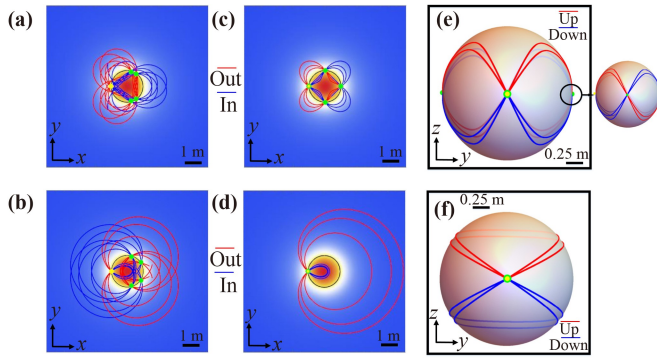 (a)
y
x
1 m
Out
In
(c)
y
x
1 m
(e)
Up
Down
z
y
0.25 m
(b)
y
x
1 m
Out
In
(d)
y
x
1 m
(f)
0.25 m
z
y
Up
Down